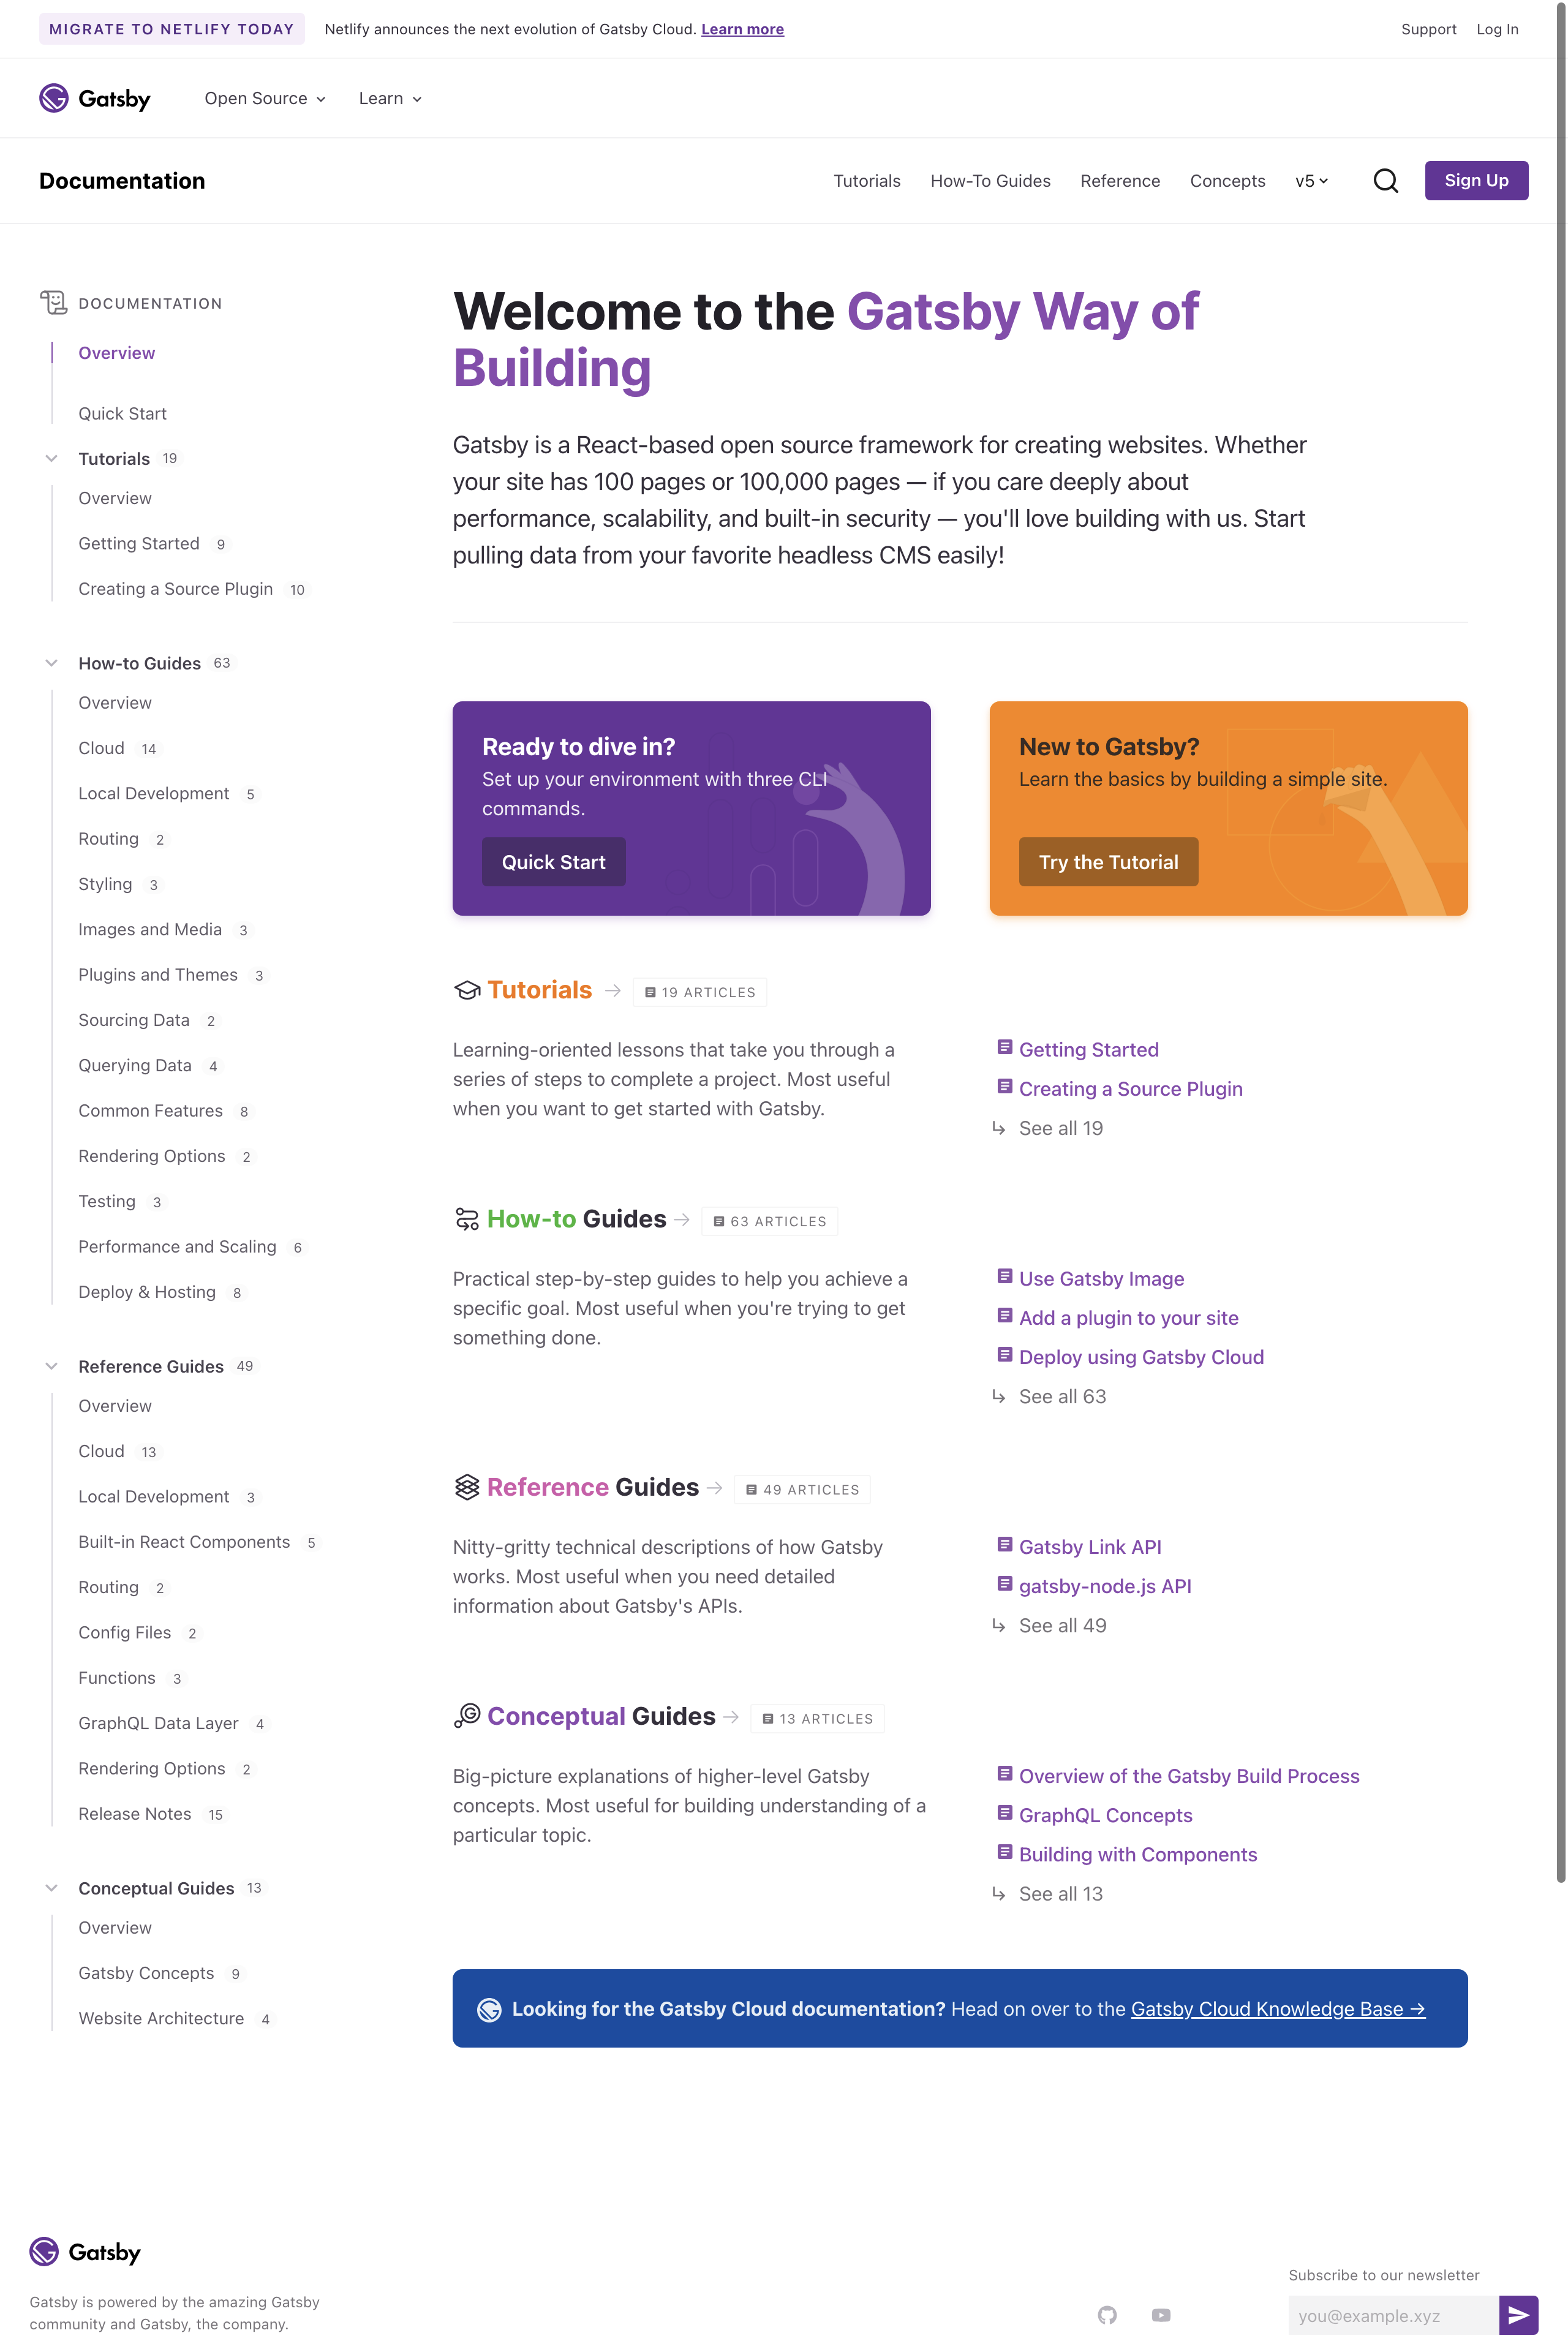 MIGRATE TO NETLIFY TODAY
Netlify announces the next evolution of Gatsby Cloud. Learn more
Support
Log In
Gatsby
Open Source
Learn
Documentation
Tutorials
How-To Guides
Reference
Concepts
v5
Sign Up
DOCUMENTATION
Overview
Quick Start
Tutorials 19
Overview
Getting Started 9
Creating a Source Plugin 10
How-to Guides 63
Overview
Cloud 14
Local Development 5
Routing 2
Styling 3
Images and Media 3
Plugins and Themes 3
Sourcing Data 2
Querying Data 4
Common Features 8
Rendering Options 2
Testing 3
Performance and Scaling 6
Deploy & Hosting 8
Reference Guides 49
Overview
Cloud 13
Local Development 3
Built-in React Components 5
Routing 2
Config Files 2
Functions 3
GraphQL Data Layer 4
Rendering Options 2
Release Notes 15
Conceptual Guides 13
Overview
Gatsby Concepts 9
Website Architecture 4
Welcome to the Gatsby Way of
Building
Gatsby is a React-based open source framework for creating websites. Whether
your site has 100 pages or 100,000 pages — if you care deeply about
performance, scalability, and built-in security — you'll love building with us. Start
pulling data from your favorite headless CMS easily!
Ready to dive in?
Set up your environment with three CLI
commands.
Quick Start
New to Gatsby?
Learn the basics by building a simple site.
Try the Tutorial
Tutorials → 19 ARTICLES
Learning-oriented lessons that take you through a
series of steps to complete a project. Most useful
when you want to get started with Gatsby.
Getting Started
Creating a Source Plugin
↳ See all 19
How-to Guides → 63 ARTICLES
Practical step-by-step guides to help you achieve a
specific goal. Most useful when you're trying to get
something done.
Use Gatsby Image
Add a plugin to your site
Deploy using Gatsby Cloud
↳ See all 63
Reference Guides → 49 ARTICLES
Nitty-gritty technical descriptions of how Gatsby
works. Most useful when you need detailed
information about Gatsby's APIs.
Gatsby Link API
gatsby-node.js API
↳ See all 49
Conceptual Guides → 13 ARTICLES
Big-picture explanations of higher-level Gatsby
concepts. Most useful for building understanding of a
particular topic.
Overview of the Gatsby Build Process
GraphQL Concepts
Building with Components
↳ See all 13
Looking for the Gatsby Cloud documentation? Head on over to the Gatsby Cloud Knowledge Base →
Gatsby
Gatsby is powered by the amazing Gatsby
community and Gatsby, the company.
Subscribe to our newsletter
you@example.xyz